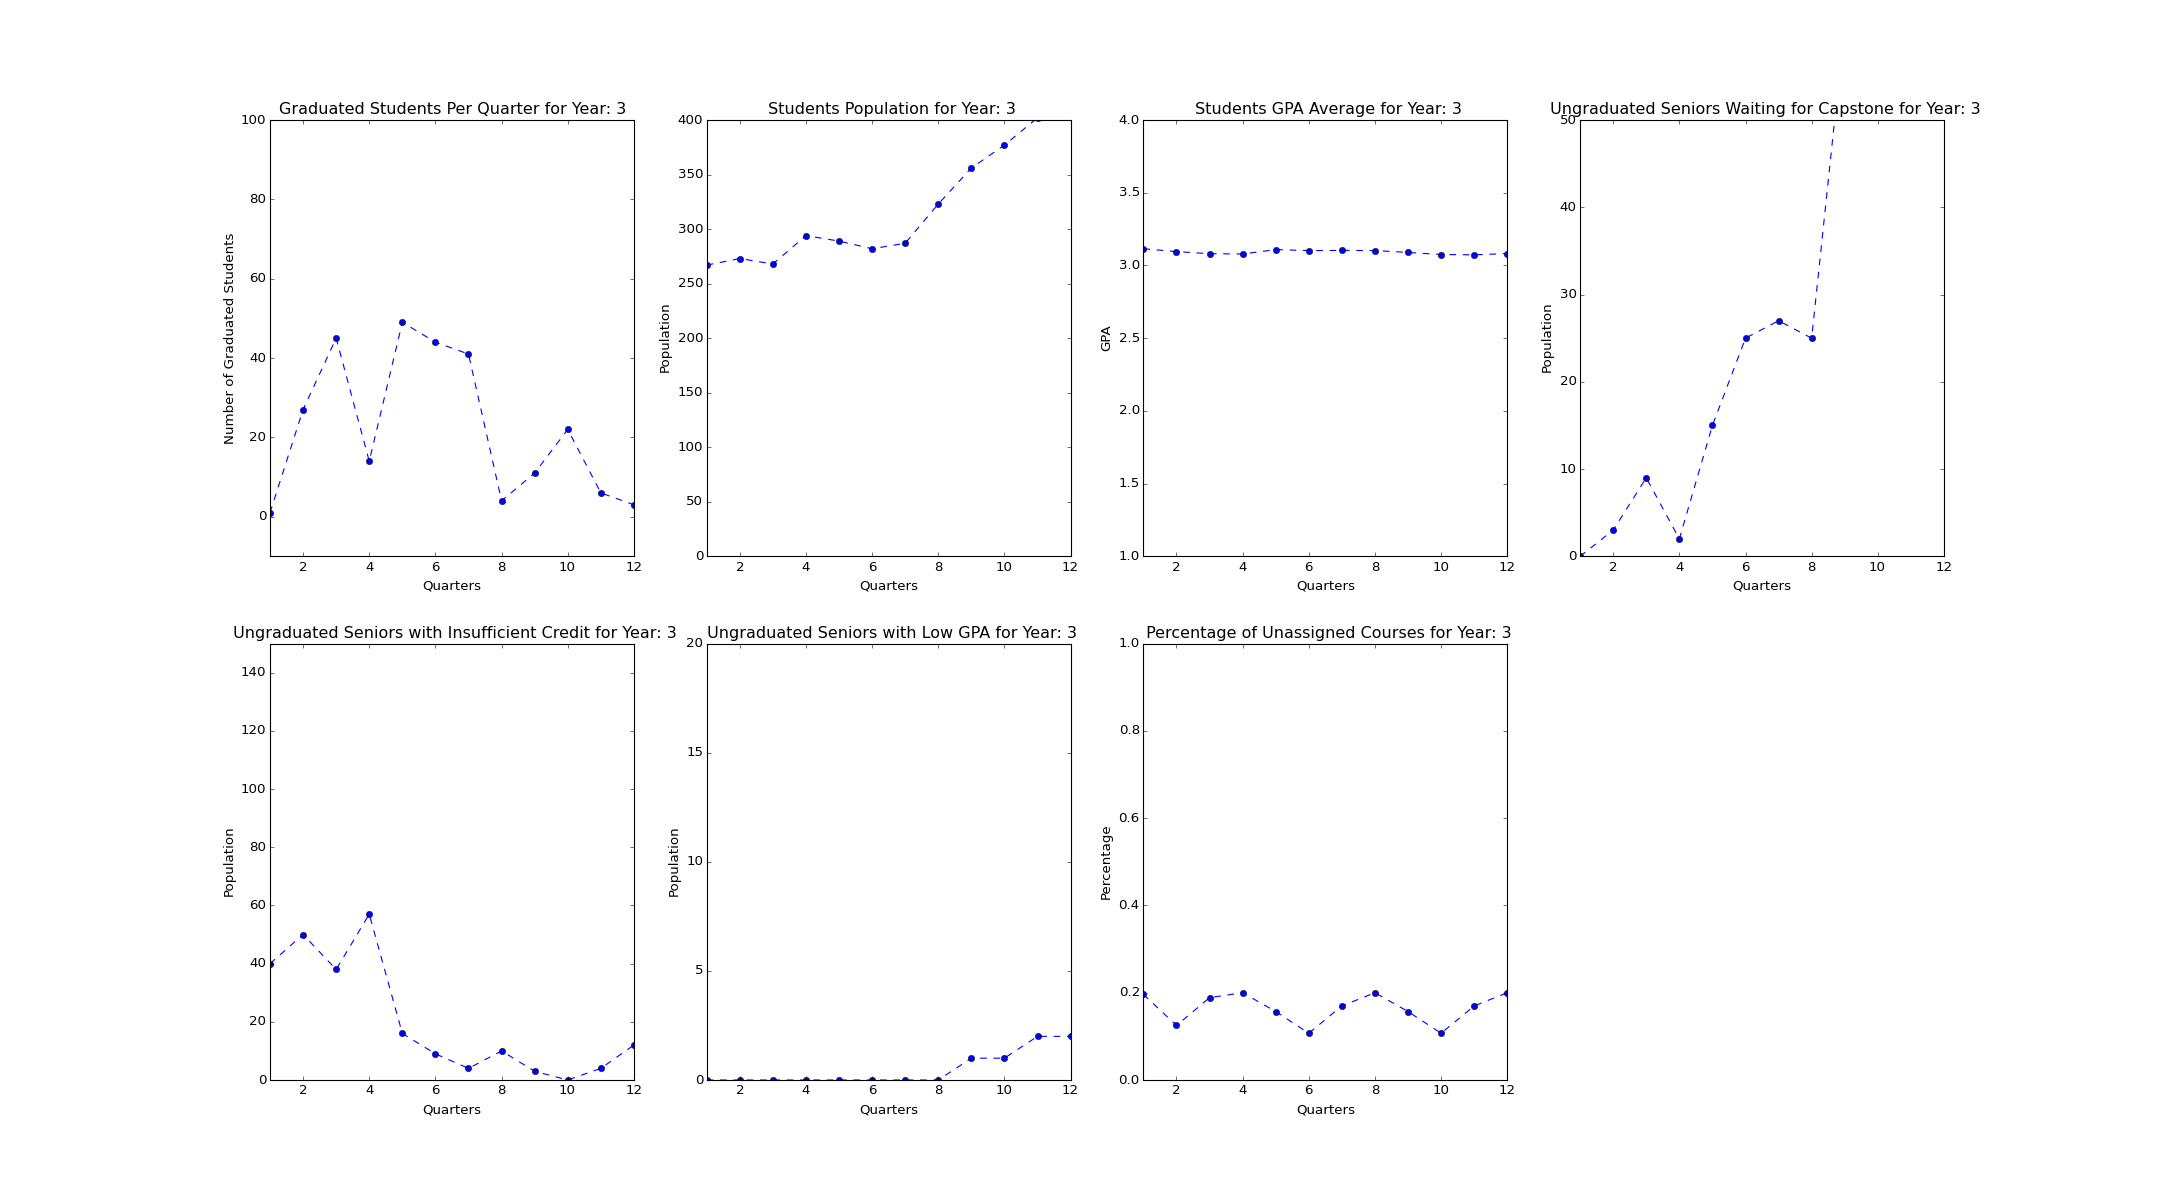 Graduated Students Per Quarter for Year: 3
100
80
60
40
20
0
Number of Graduated Students
2 4 6 8 10 12
Quarters
Students Population for Year: 3
400
350
300
250
200
150
100
50
0
Population
2 4 6 8 10 12
Quarters
Students GPA Average for Year: 3
4.0
3.5
3.0
2.5
2.0
1.5
1.0
GPA
2 4 6 8 10 12
Quarters
Ungraduated Seniors Waiting for Capstone for Year: 3
50
40
30
20
10
0
Population
2 4 6 8 10 12
Quarters
Ungraduated Seniors with Insufficient Credit for Year: 3
140
120
100
80
60
40
20
0
Population
2 4 6 8 10 12
Quarters
Ungraduated Seniors with Low GPA for Year: 3
20
15
10
5
0
Population
2 4 6 8 10 12
Quarters
Percentage of Unassigned Courses for Year: 3
1.0
0.8
0.6
0.4
0.2
0.0
Percentage
2 4 6 8 10 12
Quarters